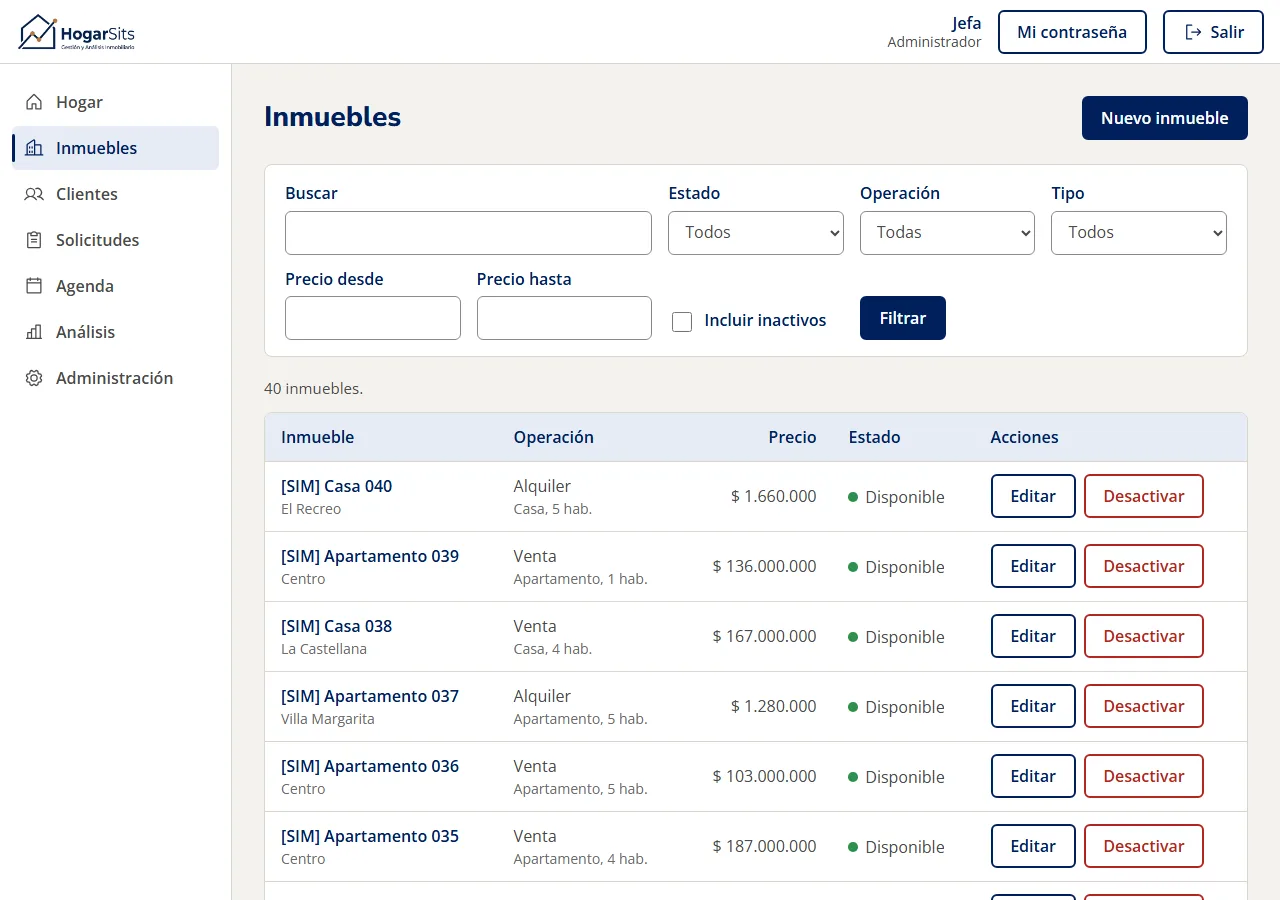 HogarSits
Gestión y Análisis Inmobiliario
Jefa
Administrador
Mi contraseña
Salir
Hogar
Inmuebles
Clientes
Solicitudes
Agenda
Análisis
Administración
Inmuebles
Nuevo inmueble
Buscar
Estado
Operación
Tipo
Todos
Todas
Todos
Precio desde
Precio hasta
Incluir inactivos
Filtrar
40 inmuebles.
Inmueble Operación Precio Estado Acciones
[SIM] Casa 040 Alquiler $ 1.660.000 Disponible Editar Desactivar
El Recreo Casa, 5 hab.
[SIM] Apartamento 039 Venta $ 136.000.000 Disponible Editar Desactivar
Centro Apartamento, 1 hab.
[SIM] Casa 038 Venta $ 167.000.000 Disponible Editar Desactivar
La Castellana Casa, 4 hab.
[SIM] Apartamento 037 Alquiler $ 1.280.000 Disponible Editar Desactivar
Villa Margarita Apartamento, 5 hab.
[SIM] Apartamento 036 Venta $ 103.000.000 Disponible Editar Desactivar
Centro Apartamento, 5 hab.
[SIM] Apartamento 035 Venta $ 187.000.000 Disponible Editar Desactivar
Centro Apartamento, 4 hab.